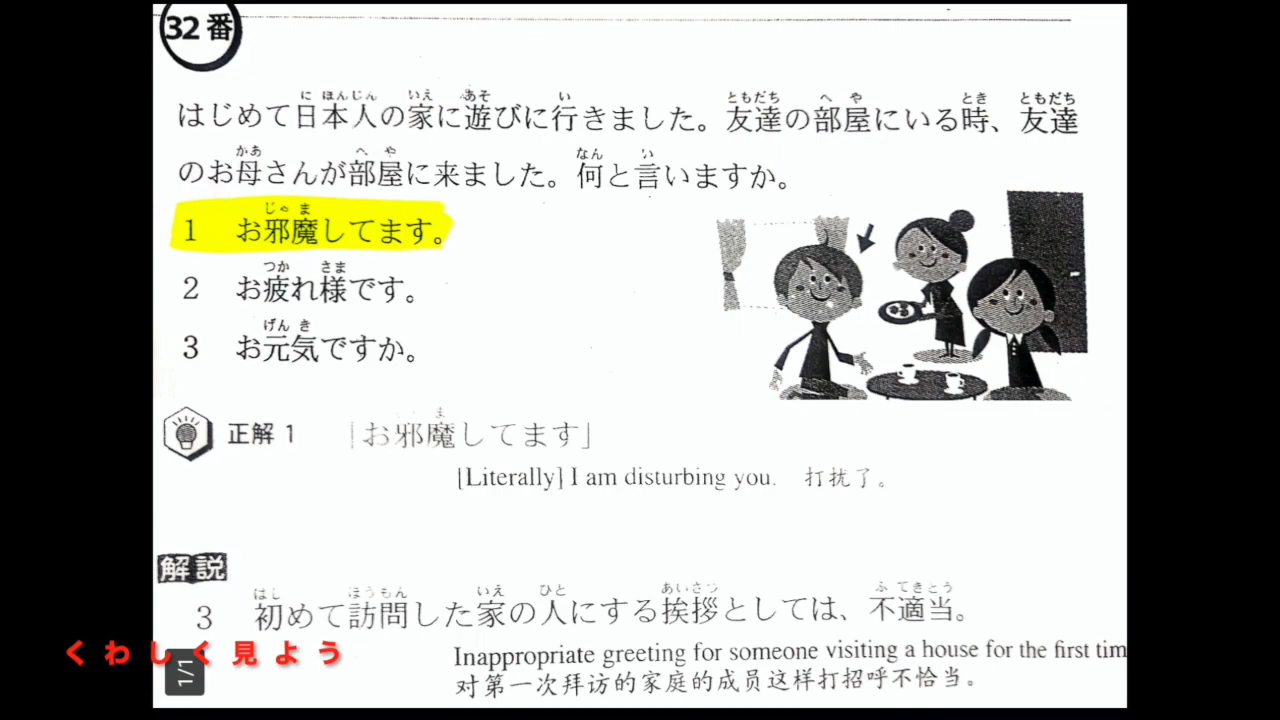 32番
はじめて日本人の家に遊びに行きました。友達の部屋にいる時、友達
のお母さんが部屋に来ました。何と言いますか。
1 お邪魔してます。
2 お疲れ様です。
3 お元気ですか。
正解 1 「お邪魔してます」
[Literally] I am disturbing you. 打扰了。
解説
3 初めて訪問した家の人にする挨拶としては、不適当。
くわしく見よう
Inappropriate greeting for someone visiting a house for the first tim
对第一次拜访的家庭的成员这样打招呼不恰当。
1/1